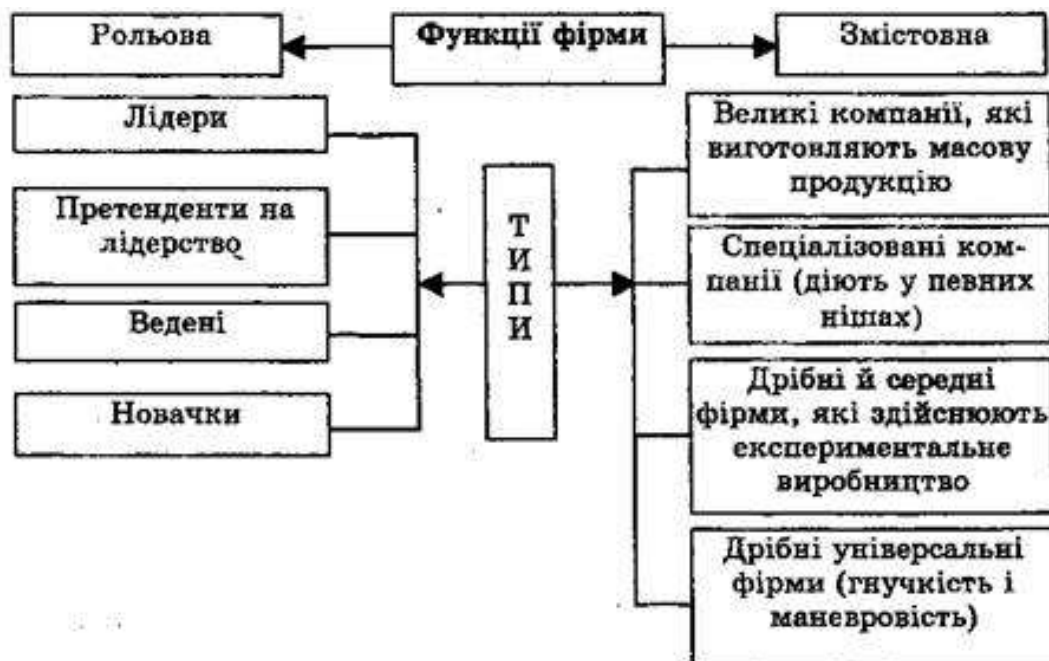 Рольова
Функції фірми
Змістовна
Лідери
Претенденти на
лідерство
Ведені
Новачки
Т
И
П
И
Великі компанії, які
виготовляють масову
продукцію
Спеціалізовані ком-
панії (діють у певних
нішах)
Дрібні й середні
фірми, які здійснюють
експериментальне
виробництво
Дрібні універсальні
фірми (гнучкість і
маневровість)